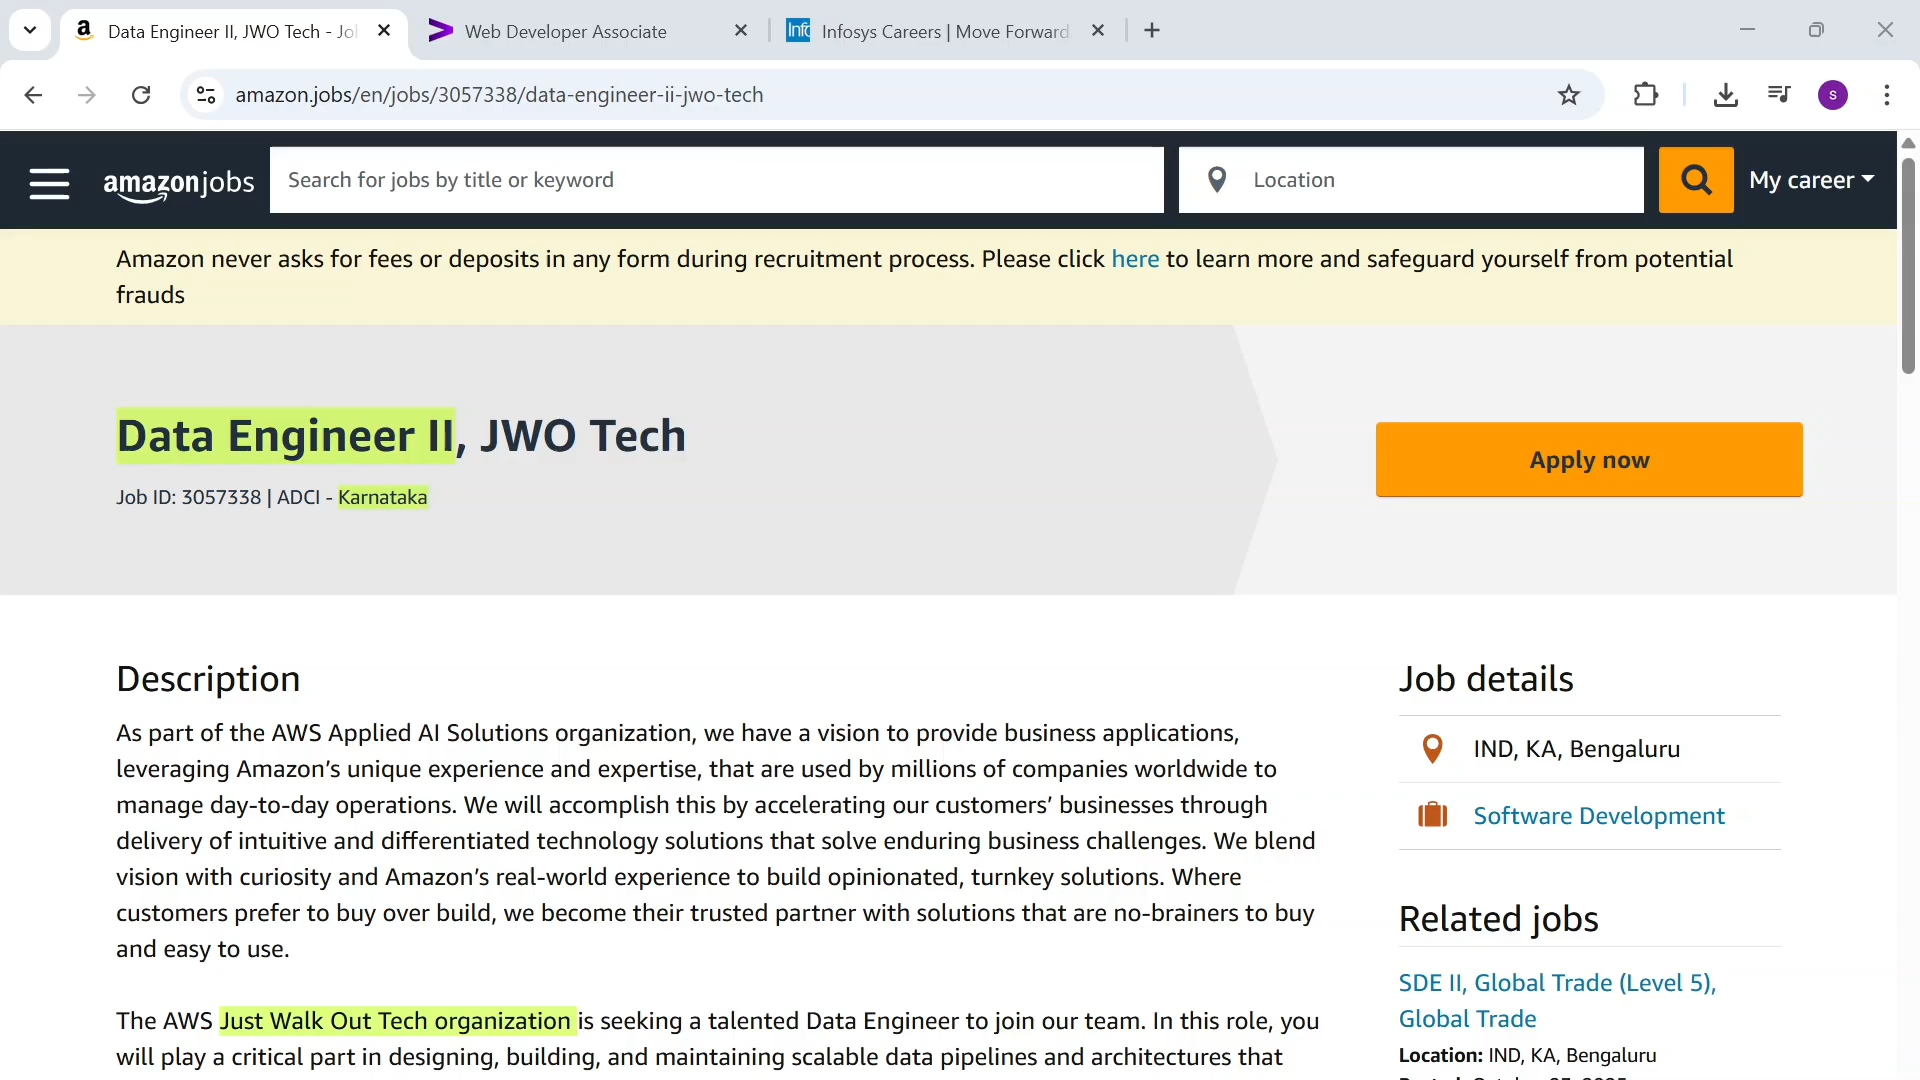 Data Engineer II, JWO Tech - Jol
Web Developer Associate
Infosys Careers | Move Forward
amazon.jobs/en/jobs/3057338/data-engineer-ii-jwo-tech
s
amazonjobs
Search for jobs by title or keyword
Location
My career
Amazon never asks for fees or deposits in any form during recruitment process. Please click here to learn more and safeguard yourself from potential
frauds
Data Engineer II, JWO Tech
Job ID: 3057338 | ADCI - Karnataka
Apply now
Description
As part of the AWS Applied AI Solutions organization, we have a vision to provide business applications,
leveraging Amazon’s unique experience and expertise, that are used by millions of companies worldwide to
manage day-to-day operations. We will accomplish this by accelerating our customers’ businesses through
delivery of intuitive and differentiated technology solutions that solve enduring business challenges. We blend
vision with curiosity and Amazon’s real-world experience to build opinionated, turnkey solutions. Where
customers prefer to buy over build, we become their trusted partner with solutions that are no-brainers to buy
and easy to use.
The AWS Just Walk Out Tech organization is seeking a talented Data Engineer to join our team. In this role, you
will play a critical part in designing, building, and maintaining scalable data pipelines and architectures that
Job details
IND, KA, Bengaluru
Software Development
Related jobs
SDE II, Global Trade (Level 5),
Global Trade
Location: IND, KA, Bengaluru